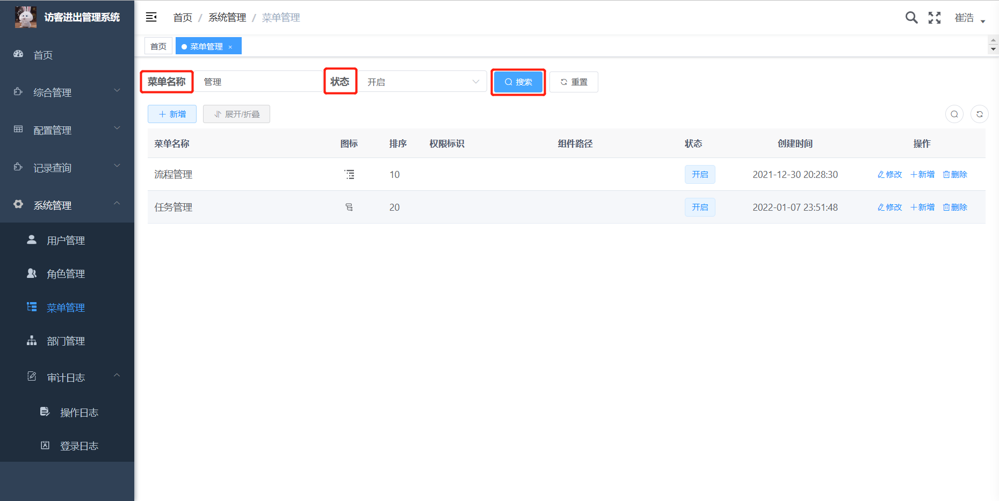 访客进出管理系统
首页 / 系统管理 / 菜单管理
崔浩
首页
菜单管理 ×
首页
综合管理
配置管理
记录查询
系统管理
用户管理
角色管理
菜单管理
部门管理
审计日志
操作日志
登录日志
菜单名称 管理 状态 开启 搜索 重置
新增 展开/折叠
菜单名称 图标 排序 权限标识 组件路径 状态 创建时间 操作
流程管理 10 开启 2021-12-30 20:28:30 修改 新增 删除
任务管理 20 开启 2022-01-07 23:51:48 修改 新增 删除